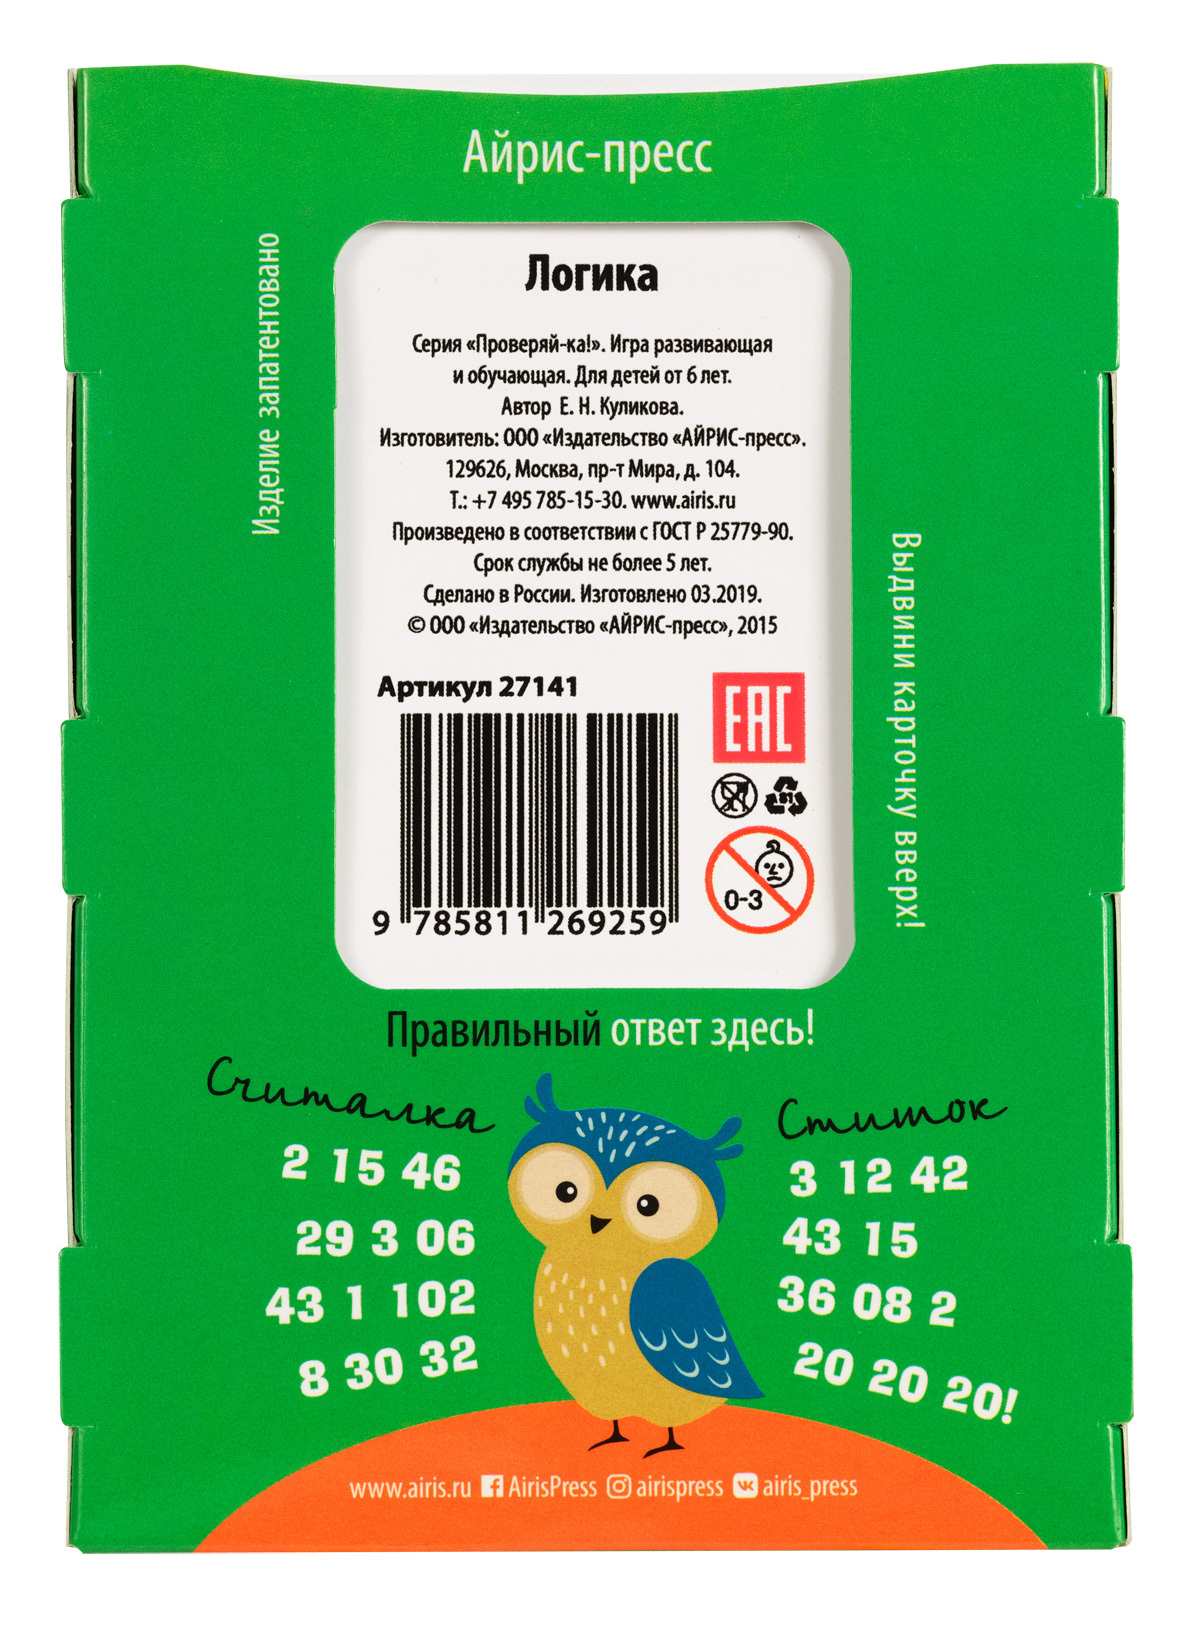 Айрис-пресс
Изделие запатентовано
Логика
Серия «Проверяй-ка!». Игра развивающая
и обучающая. Для детей от 6 лет.
Автор Е. Н. Куликова.
Изготовитель: ООО «Издательство «АЙРИС-пресс».
129626, Москва, пр-т Мира, д. 104.
Т.: +7 495 785-15-30. www.airis.ru
Произведено в соответствии с ГОСТ Р 25779-90.
Срок службы не более 5 лет.
Сделано в России. Изготовлено 03.2019.
© ООО «Издательство «АЙРИС-пресс», 2015
Артикул 27141
EAC
81
0-3
9 785811 269259
Выдвини карточку вверх!
Правильный ответ здесь!
Считалка
2 15 46
29 3 06
43 1 102
8 30 32
Стишок
3 12 42
43 15
36 08 2
20 20 20!
www.airis.ru AirisPress airispress airis_press